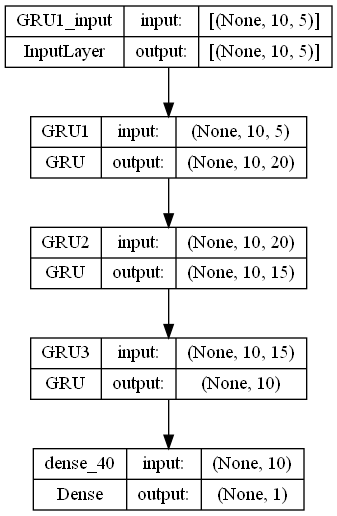 GRU1_input input: [(None, 10, 5)]
InputLayer output: [(None, 10, 5)]
GRU1 input: (None, 10, 5)
GRU output: (None, 10, 20)
GRU2 input: (None, 10, 20)
GRU output: (None, 10, 15)
GRU3 input: (None, 10, 15)
GRU output: (None, 10)
dense_40 input: (None, 10)
Dense output: (None, 1)